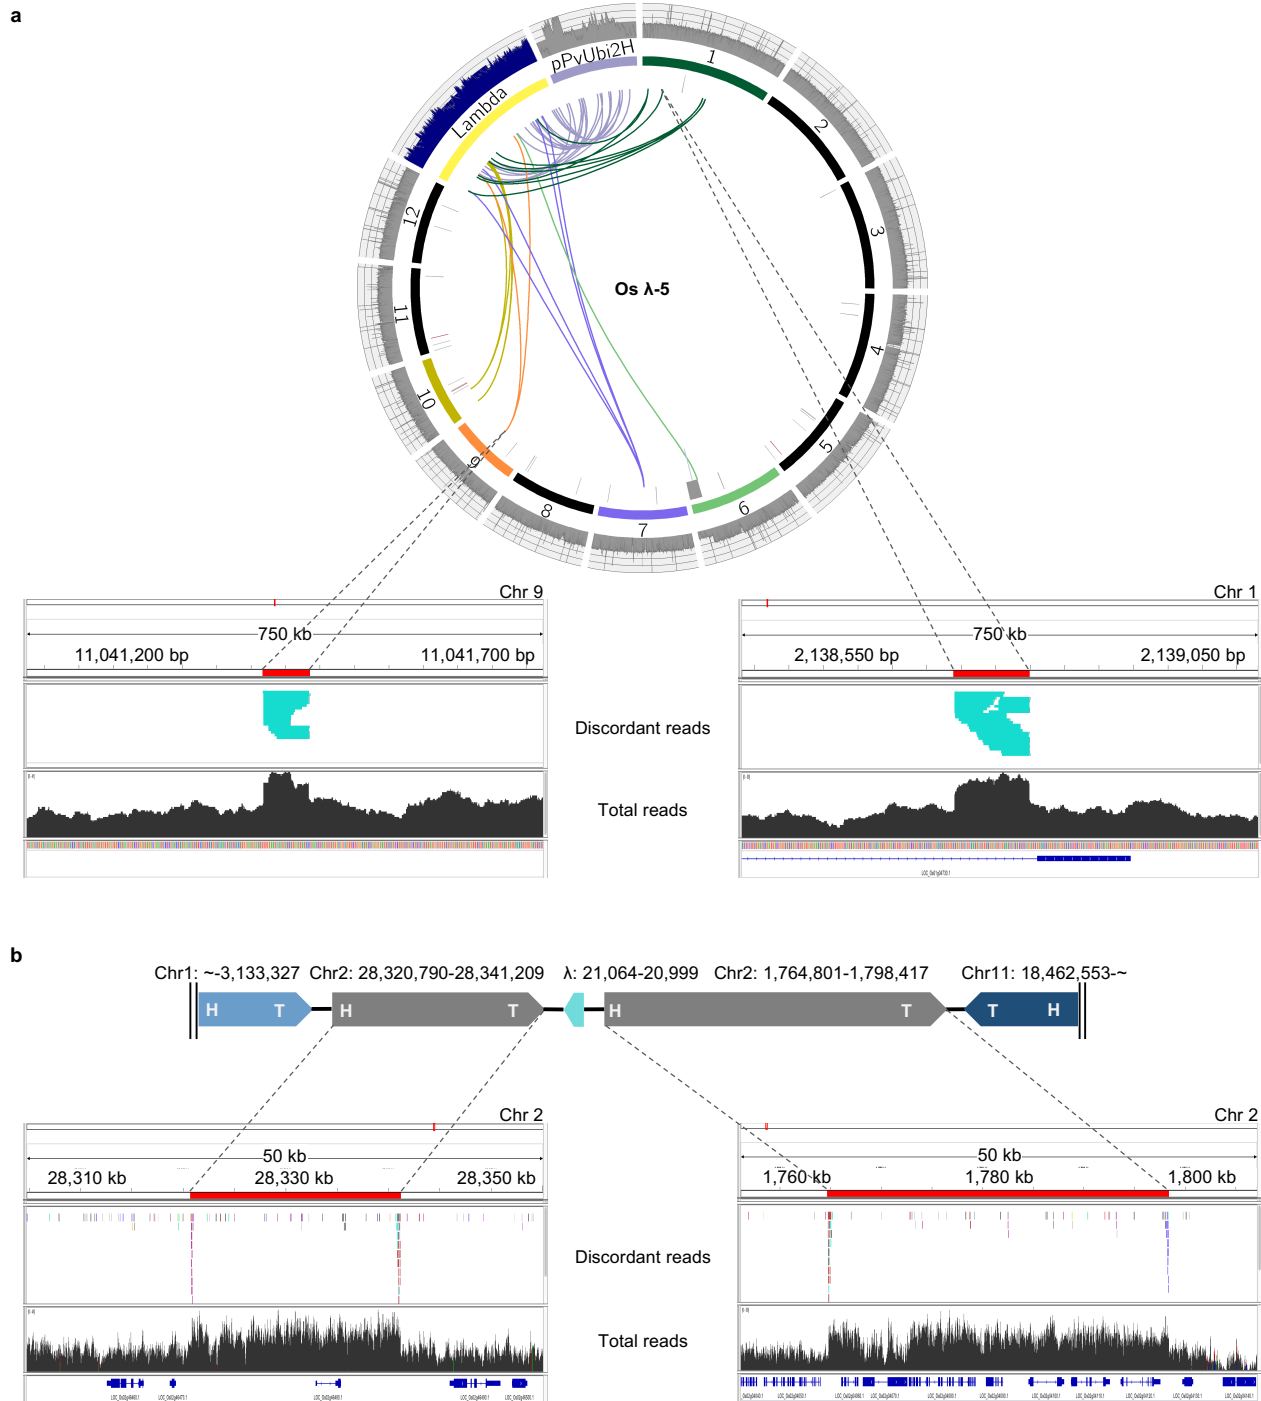 a
pPvUbi2H
Lambda
1
2
3
4
5
6
7
8
9
10
11
12
Os λ-5
Chr 9
750 kb
11,041,200 bp
11,041,700 bp
Chr 1
750 kb
2,138,550 bp
2,139,050 bp
Discordant reads
Total reads
LOC_Os01g04730.1
b
Chr1: ~-3,133,327 Chr2: 28,320,790-28,341,209 λ: 21,064-20,999 Chr2: 1,764,801-1,798,417 Chr11: 18,462,553-~
H T H T H T T H
Chr 2
50 kb
28,310 kb 28,330 kb 28,350 kb
Chr 2
50 kb
1,760 kb 1,780 kb 1,800 kb
Discordant reads
Total reads